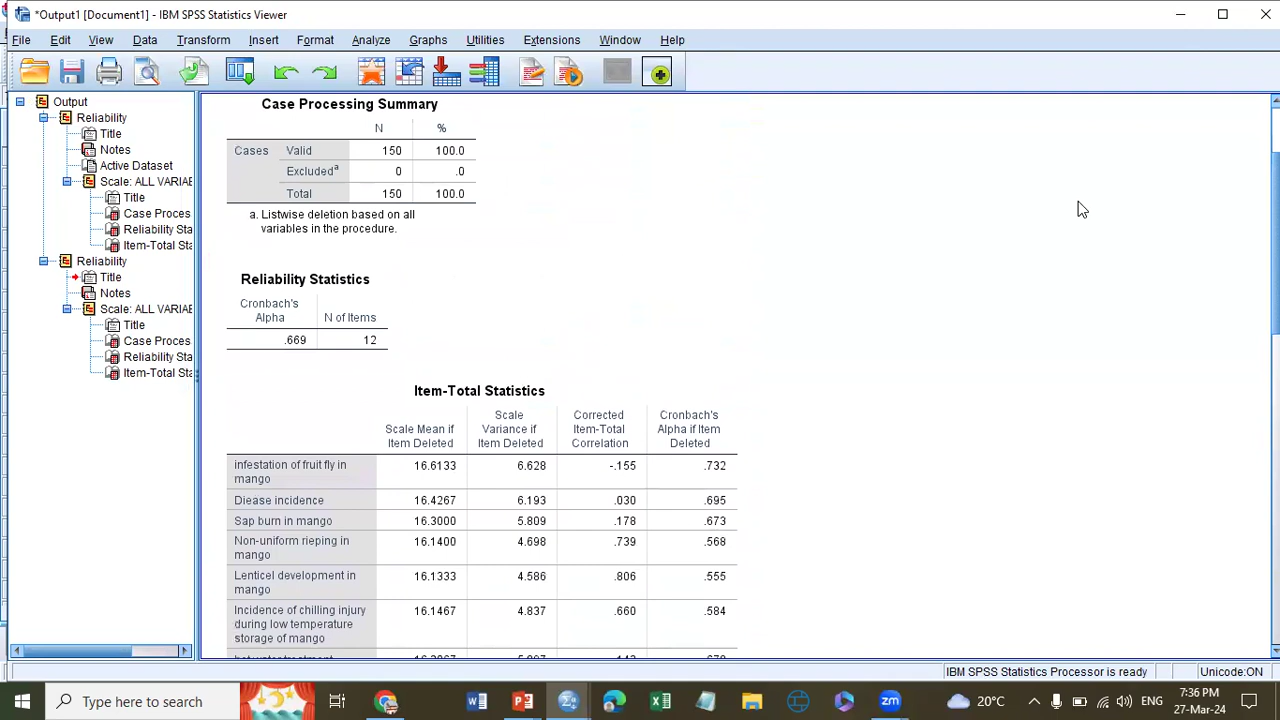 *Output1 [Document1] - IBM SPSS Statistics Viewer
File Edit View Data Transform Insert Format Analyze Graphs Utilities Extensions Window Help
Output
Reliability
Title
Notes
Active Dataset
Scale: ALL VARIAB
Title
Case Proces
Reliability Sta
Item-Total Sta
Reliability
Title
Notes
Scale: ALL VARIAB
Title
Case Proces
Reliability Sta
Item-Total Sta
Case Processing Summary
N %
Cases Valid 150 100.0
Excludedª 0 .0
Total 150 100.0
a. Listwise deletion based on all
variables in the procedure.
Reliability Statistics
Cronbach's
Alpha N of Items
.669 12
Item-Total Statistics
Scale Mean if
Item Deleted
Scale
Variance if
Item Deleted
Corrected
Item-Total
Correlation
Cronbach's
Alpha if Item
Deleted
infestation of fruit fly in
mango 16.6133 6.628 -.155 .732
Diease incidence 16.4267 6.193 .030 .695
Sap burn in mango 16.3000 5.809 .178 .673
Non-uniform rieping in
mango 16.1400 4.698 .739 .568
Lenticel development in
mango 16.1333 4.586 .806 .555
Incidence of chilling injury
during low temperature
storage of mango 16.1467 4.837 .660 .584
IBM SPSS Statistics Processor is ready Unicode:ON
Type here to search
20°C
ENG
7:36 PM
27-Mar-24